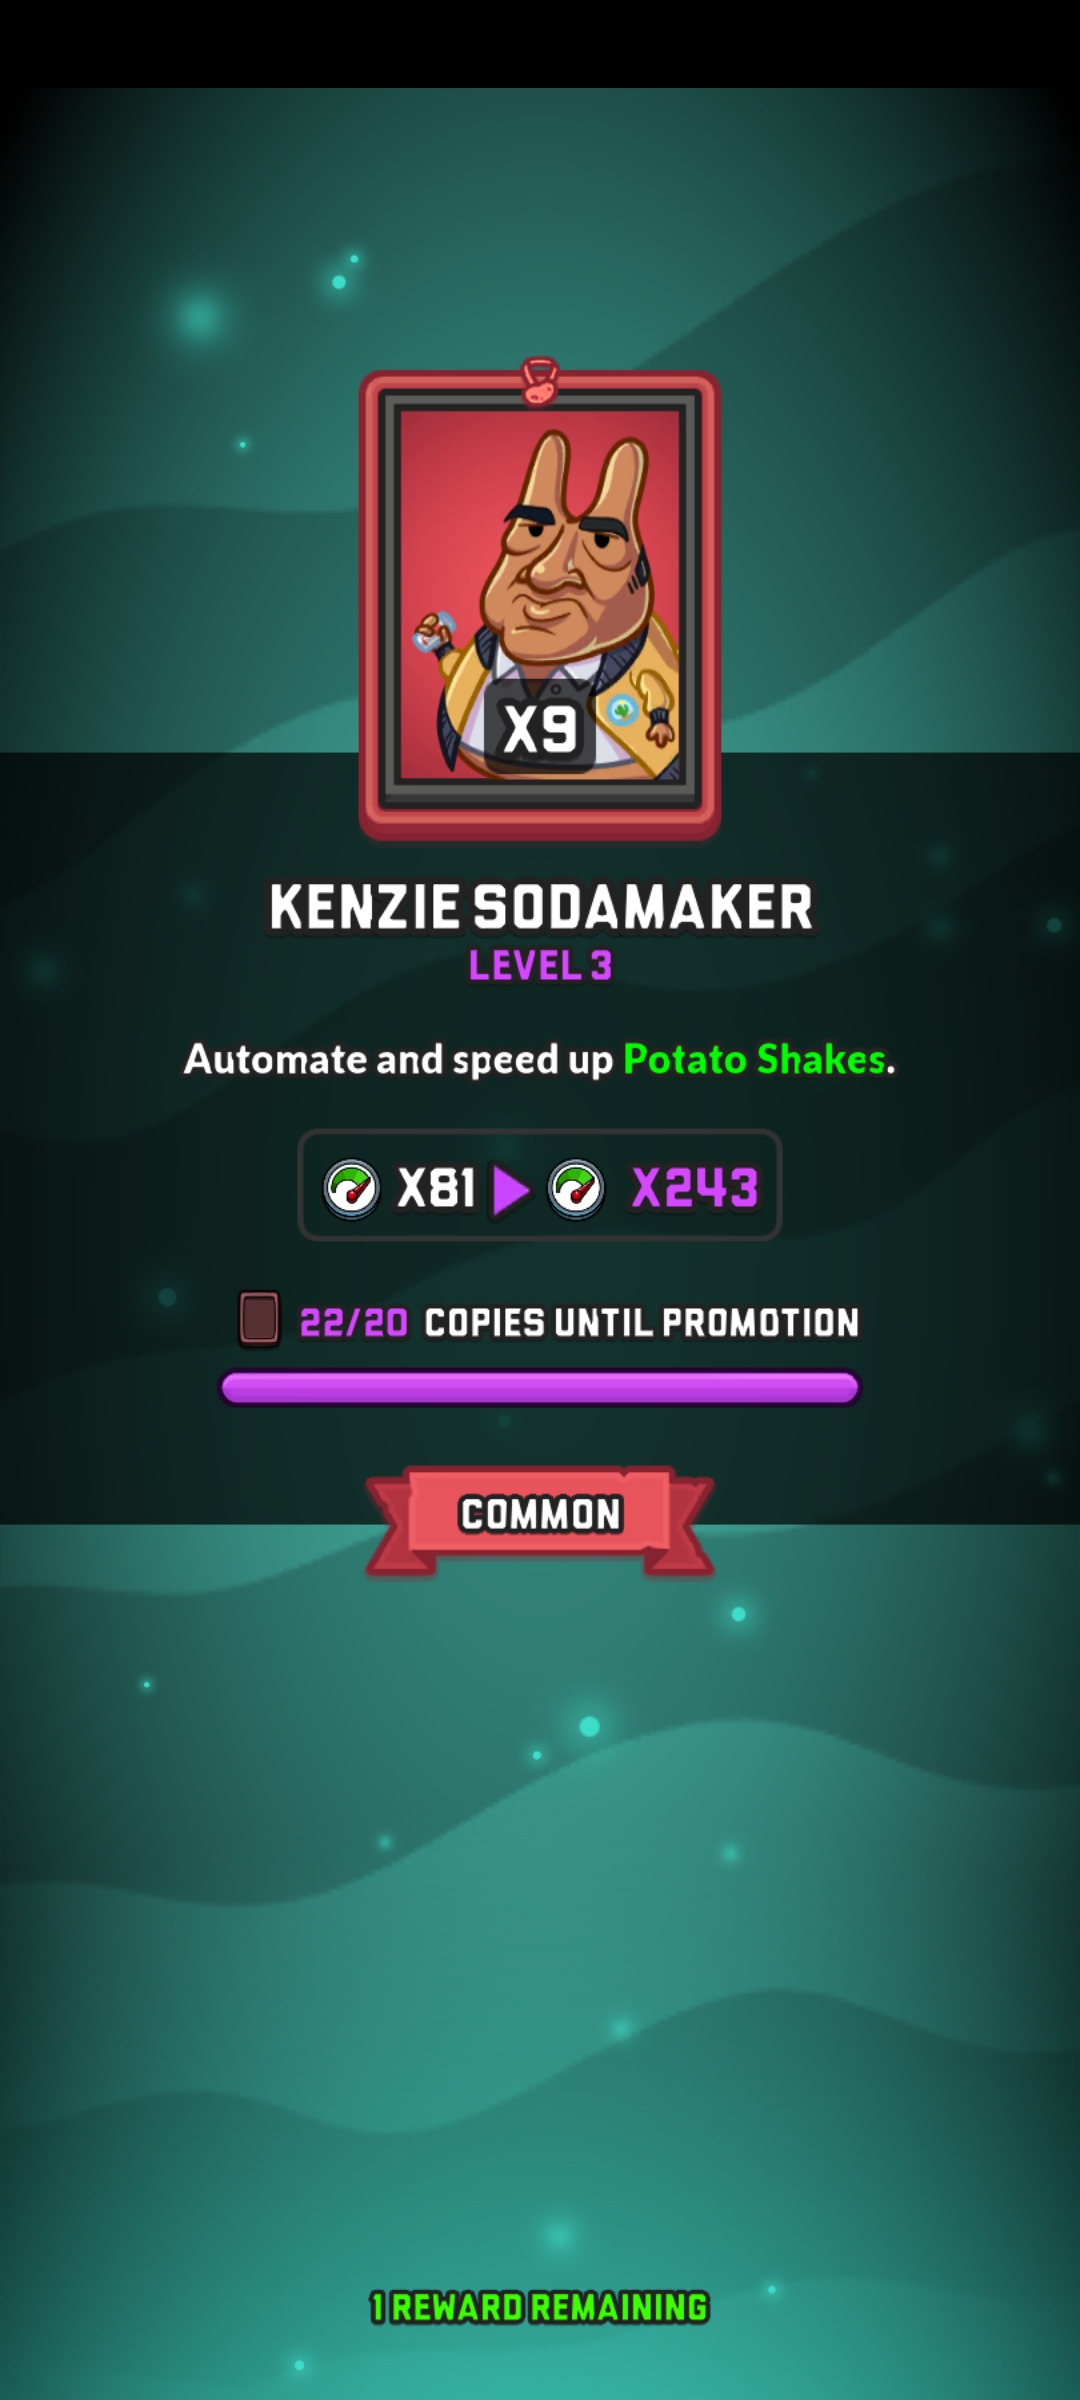 X9
KENZIE SODAMAKER
LEVEL 3
Automate and speed up Potato Shakes.
X81 X243
22/20 COPIES UNTIL PROMOTION
COMMON
1 REWARD REMAINING